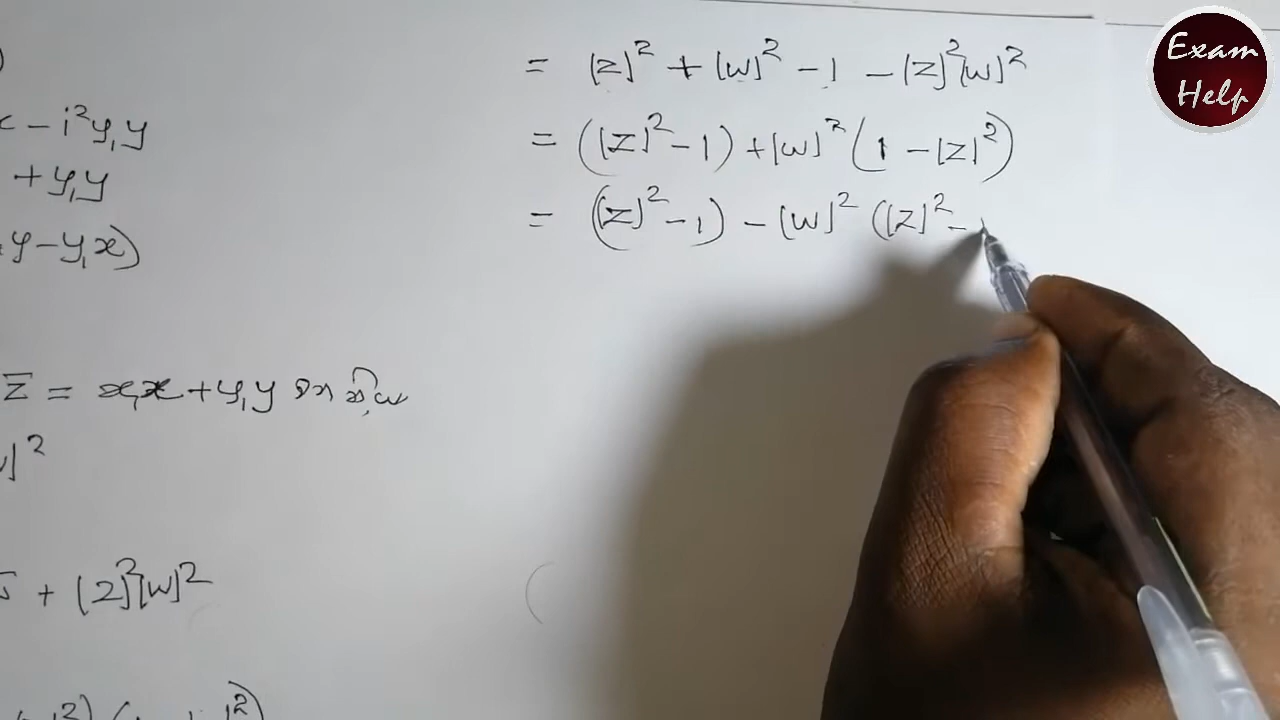 )
x − i²y₁y
+ y₁y
y − y₁x)
z̄ = x₁x + y₁y
|²
+ |z|²|w|²
= |z|² + |w|² − 1 − |z|²|w|²
= (|z|² − 1) + |w|² (1 − |z|²)
= (|z|² − 1) − |w|² (|z|² −
(
Exam
Help